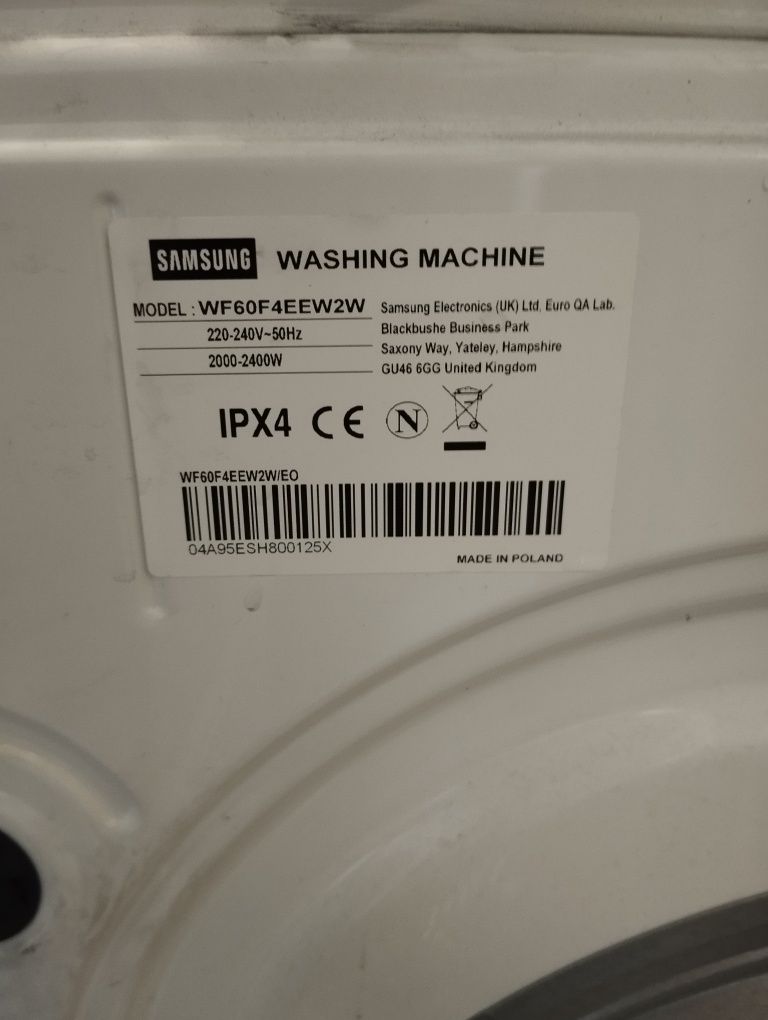 SAMSUNG WASHING MACHINE
MODEL : WF60F4EEW2W
220-240V~50Hz
2000-2400W
Samsung Electronics (UK) Ltd, Euro QA Lab.
Blackbushe Business Park
Saxony Way, Yateley, Hampshire
GU46 6GG United Kingdom
IPX4 CE N
WF60F4EEW2W/EO
04A95ESH800125X
MADE IN POLAND